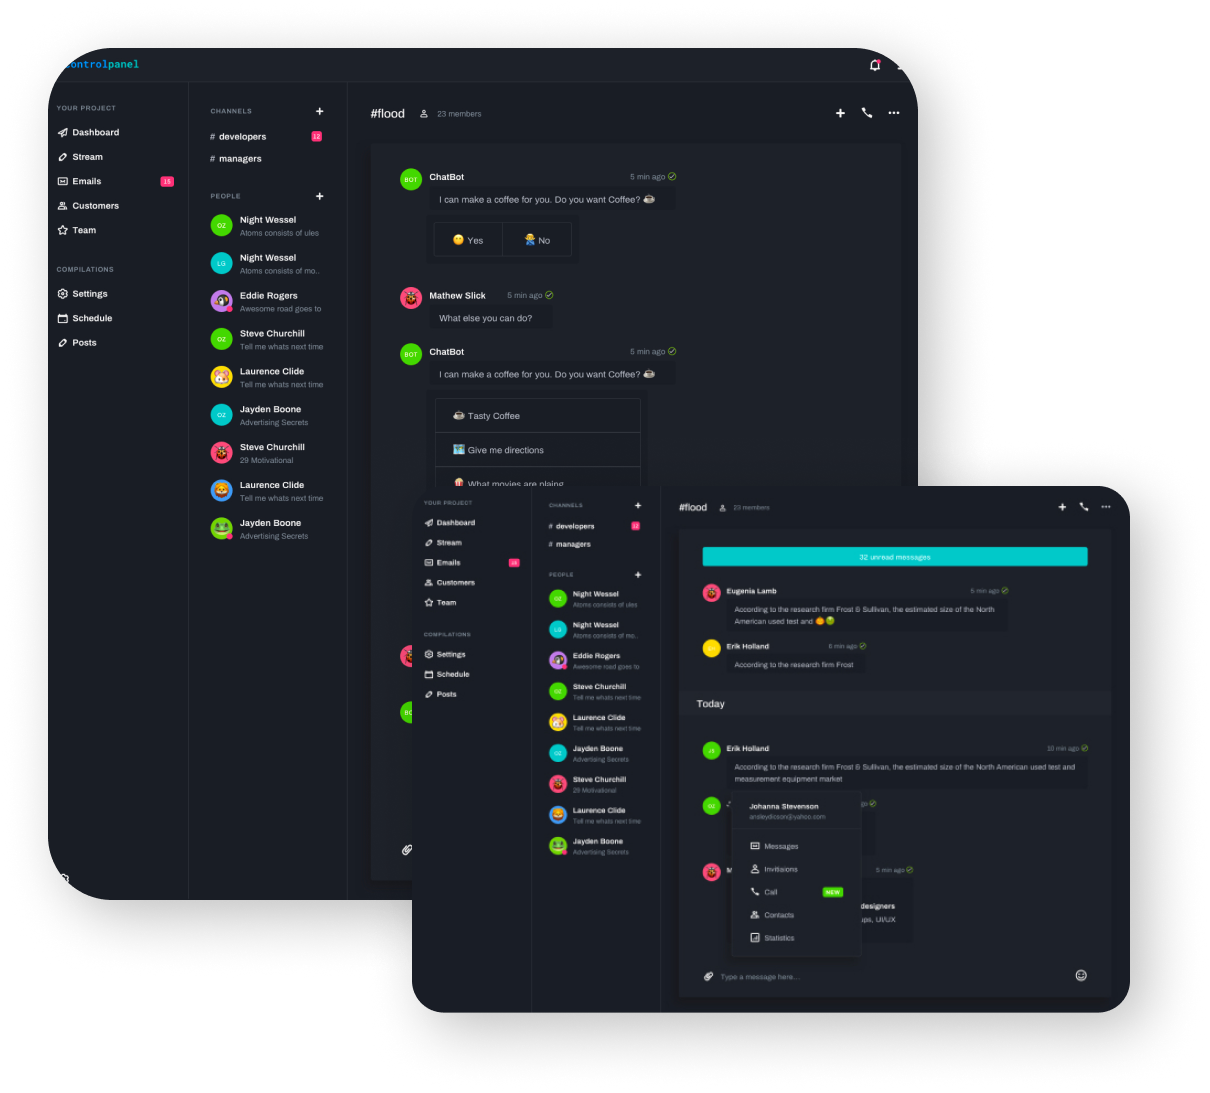 controlpanel
YOUR PROJECT
Dashboard
Stream
Emails 16
Customers
Team
COMPILATIONS
Settings
Schedule
Posts
CHANNELS
# developers 12
# managers
PEOPLE
OZ Night Wessel
Atoms consists of ules
LG Night Wessel
Atoms consists of mo..
Eddie Rogers
Awesome road goes to
OZ Steve Churchill
Tell me whats next time
Laurence Clide
Tell me whats next time
OZ Jayden Boone
Advertising Secrets
Steve Churchill
29 Motivational
Laurence Clide
Tell me whats next time
Jayden Boone
Advertising Secrets
#flood 23 members
BOT ChatBot 5 min ago
I can make a coffee for you. Do you want Coffee? ☕
Yes No
Mathew Slick 5 min ago
What else you can do?
BOT ChatBot 5 min ago
I can make a coffee for you. Do you want Coffee? ☕
Tasty Coffee
Give me directions
What movies are plaing
YOUR PROJECT
Dashboard
Stream
Emails 16
Customers
Team
COMPILATIONS
Settings
Schedule
Posts
CHANNELS
# developers 12
# managers
PEOPLE
OZ Night Wessel
Atoms consists of ules
LG Night Wessel
Atoms consists of mo..
Eddie Rogers
Awesome road goes to
OZ Steve Churchill
Tell me whats next time
Laurence Clide
Tell me whats next time
OZ Jayden Boone
Advertising Secrets
Steve Churchill
29 Motivational
Laurence Clide
Tell me whats next time
Jayden Boone
Advertising Secrets
#flood 23 members
32 unread messages
Eugenia Lamb 5 min ago
According to the research firm Frost & Sullivan, the estimated size of the North
American used test and
Erik Holland 5 min ago
According to the research firm Frost
Today
Erik Holland 10 min ago
According to the research firm Frost & Sullivan, the estimated size of the North American used test and
measurement equipment market
OZ
Johanna Stevenson
ansleydicson@yahoo.com
Messages
Invitiaions
Call NEW
Contacts
Statistics
5 min ago
designers
ups, UI/UX
Type a message here...